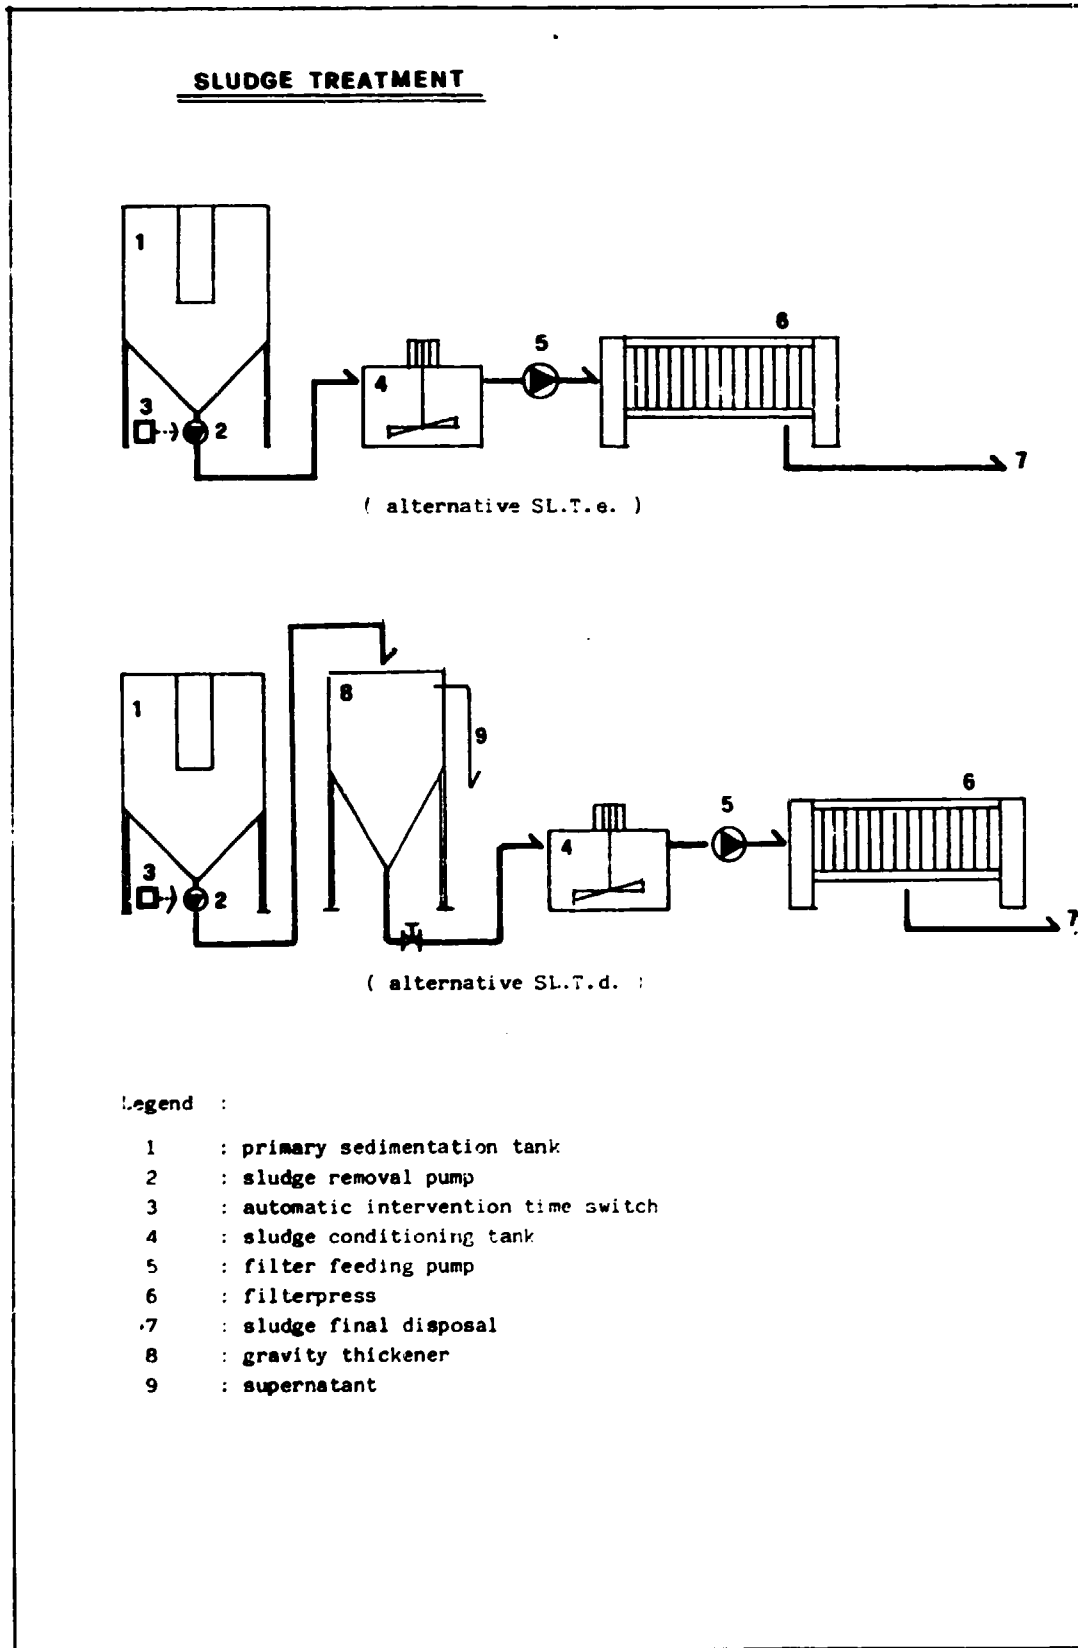 SLUDGE TREATMENT
1
6
5
4
3
2
7
( alternative SL.T.e. )
8
1
9
6
5
4
3
2
7
( alternative SL.T.d. )
Legend :
1 : primary sedimentation tank
2 : sludge removal pump
3 : automatic intervention time switch
4 : sludge conditioning tank
5 : filter feeding pump
6 : filterpress
7 : sludge final disposal
8 : gravity thickener
9 : supernatant